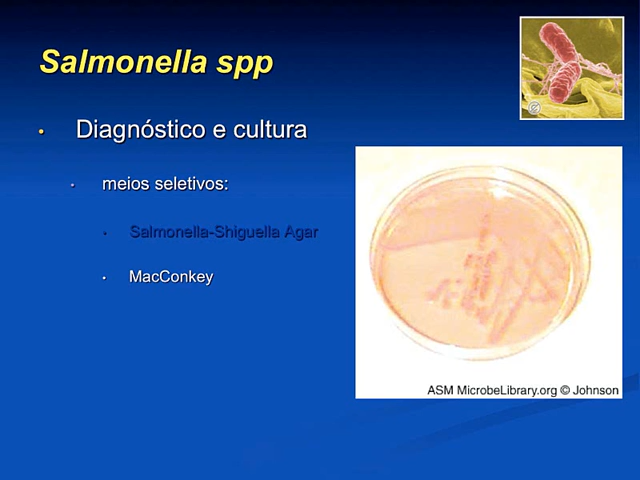 Salmonella spp
• Diagnóstico e cultura
• meios seletivos:
• Salmonella-Shiguella Agar
• MacConkey
ASM MicrobeLibrary.org © Johnson